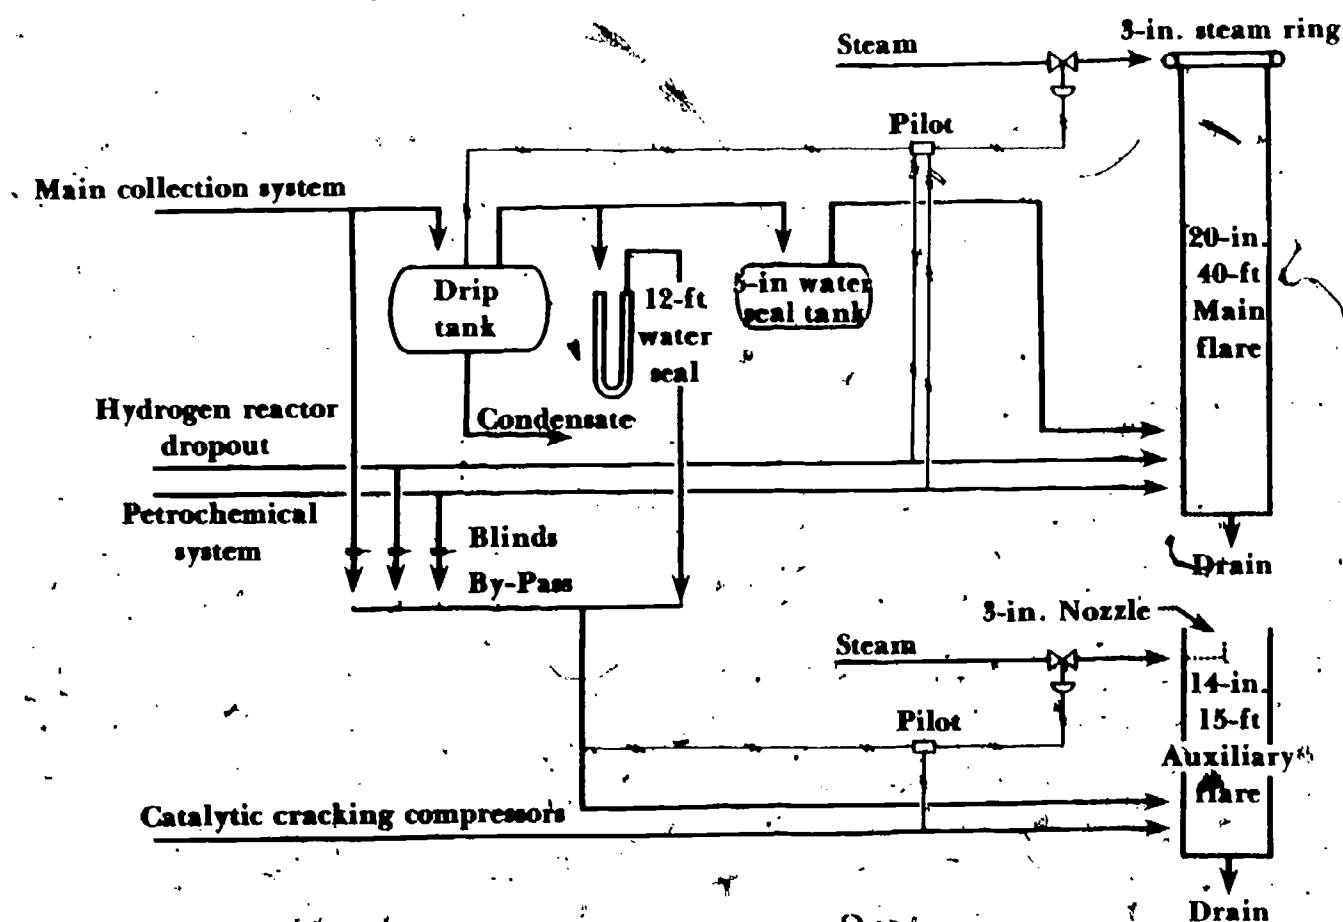 3-in. steam ring
Steam
Pilot
Main collection system
Drip
tank
12-ft
water
seal
5-in water
seal tank
20-in.
40-ft
Main
flare
Hydrogen reactor
dropout
Condensate
Petrochemical
system
Blinds
By-Pass
Drain
3-in. Nozzle
Steam
14-in.
15-ft
Auxiliary
flare
Pilot
Catalytic cracking compressors
Drain